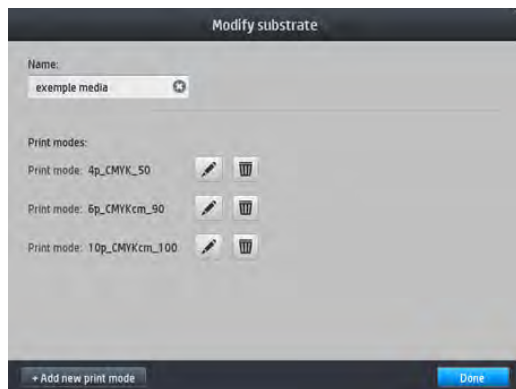 Modify substrate
Name:
exemple media
Print modes:
Print mode: 4p_CMYK_50
Print mode: 6p_CMYKcm_90
Print mode: 10p_CMYKcm_100
+ Add new print mode
Done